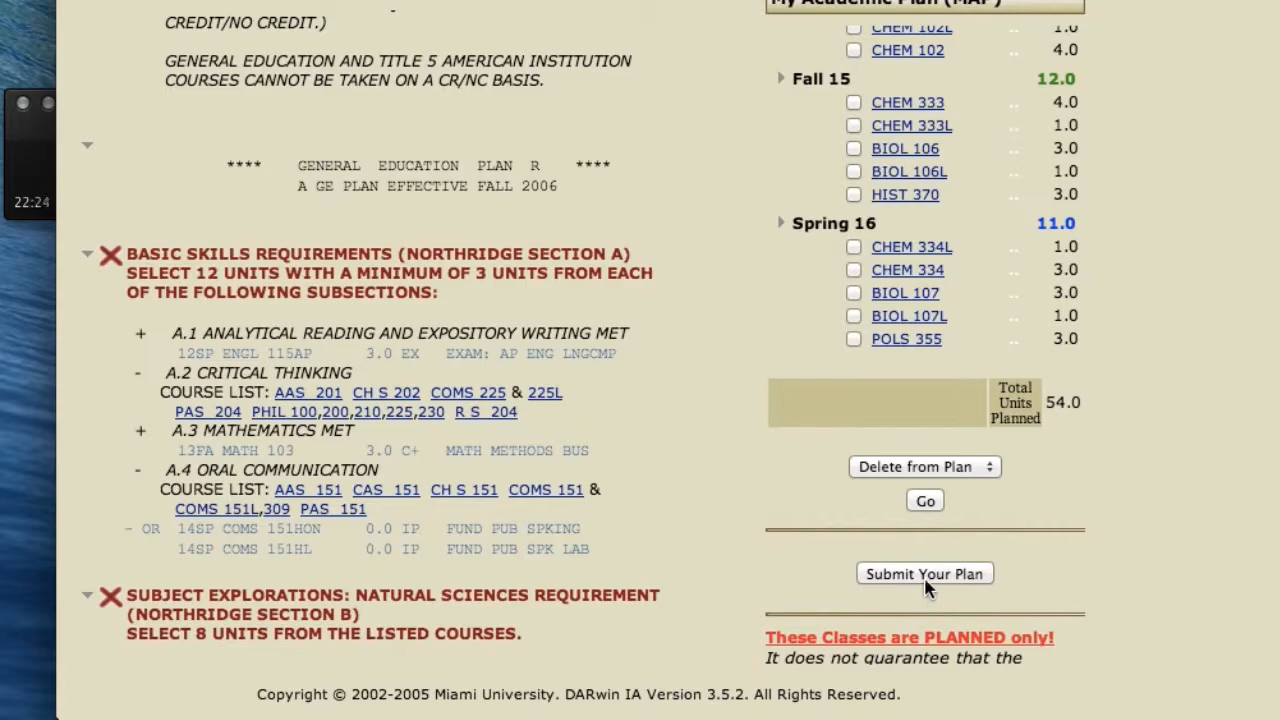 CREDIT/NO CREDIT.)
GENERAL EDUCATION AND TITLE 5 AMERICAN INSTITUTION
COURSES CANNOT BE TAKEN ON A CR/NC BASIS.
**** GENERAL EDUCATION PLAN R ****
A GE PLAN EFFECTIVE FALL 2006
BASIC SKILLS REQUIREMENTS (NORTHRIDGE SECTION A)
SELECT 12 UNITS WITH A MINIMUM OF 3 UNITS FROM EACH
OF THE FOLLOWING SUBSECTIONS:
+ A.1 ANALYTICAL READING AND EXPOSITORY WRITING MET
12SP ENGL 115AP 3.0 EX EXAM: AP ENG LNGCMP
- A.2 CRITICAL THINKING
COURSE LIST: AAS 201 CH S 202 COMS 225 & 225L
PAS 204 PHIL 100,200,210,225,230 R S 204
+ A.3 MATHEMATICS MET
13FA MATH 103 3.0 C+ MATH METHODS BUS
- A.4 ORAL COMMUNICATION
COURSE LIST: AAS 151 CAS 151 CH S 151 COMS 151 &
COMS 151L,309 PAS 151
- OR 14SP COMS 151HON 0.0 IP FUND PUB SPKING
14SP COMS 151HL 0.0 IP FUND PUB SPK LAB
SUBJECT EXPLORATIONS: NATURAL SCIENCES REQUIREMENT
(NORTHRIDGE SECTION B)
SELECT 8 UNITS FROM THE LISTED COURSES.
My Academic Plan (MAP)
CHEM 102L .. 1.0
CHEM 102 .. 4.0
Fall 15 12.0
CHEM 333 .. 4.0
CHEM 333L .. 1.0
BIOL 106 .. 3.0
BIOL 106L .. 1.0
HIST 370 .. 3.0
Spring 16 11.0
CHEM 334L .. 1.0
CHEM 334 .. 3.0
BIOL 107 .. 3.0
BIOL 107L .. 1.0
POLS 355 .. 3.0
Total
Units
Planned
54.0
Delete from Plan
Go
Submit Your Plan
These Classes are PLANNED only!
It does not guarantee that the
22:24
Copyright © 2002-2005 Miami University. DARwin IA Version 3.5.2. All Rights Reserved.